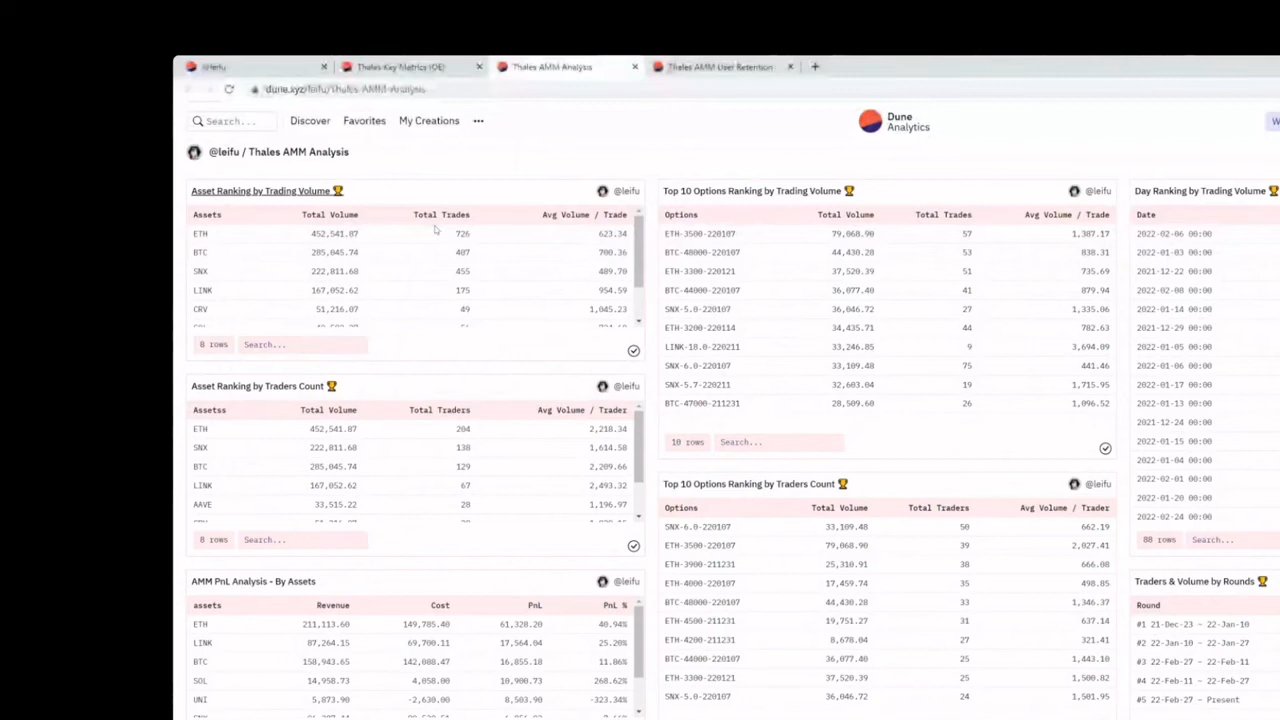 @leifu
Thales Key Metrics (OE)
Thales AMM Analysis
Thales AMM User Retention
dune.xyz/leifu/Thales-AMM-Analysis
Search...
Discover
Favorites
My Creations
Dune
Analytics
W
@leifu / Thales AMM Analysis
Asset Ranking by Trading Volume 🏆
@leifu
Assets Total Volume Total Trades Avg Volume / Trade
ETH 452,541.87 726 623.34
BTC 285,045.74 407 700.36
SNX 222,811.68 455 489.70
LINK 167,052.62 175 954.59
CRV 51,216.07 49 1,045.23
8 rows
Search...
Asset Ranking by Traders Count 🏆
@leifu
Assetss Total Volume Total Traders Avg Volume / Trader
ETH 452,541.87 204 2,218.34
SNX 222,811.68 138 1,614.58
BTC 285,045.74 129 2,209.66
LINK 167,052.62 67 2,493.32
AAVE 33,515.22 28 1,196.97
8 rows
Search...
AMM PnL Analysis - By Assets
@leifu
assets Revenue Cost PnL PnL %
ETH 211,113.60 149,785.40 61,328.20 40.94%
LINK 87,264.15 69,700.11 17,564.04 25.20%
BTC 158,943.65 142,088.47 16,855.18 11.86%
SOL 14,958.73 4,058.00 10,900.73 268.62%
UNI 5,873.90 -2,630.00 8,503.90 -323.34%
Top 10 Options Ranking by Trading Volume 🏆
@leifu
Options Total Volume Total Trades Avg Volume / Trade
ETH-3500-220107 79,068.90 57 1,387.17
BTC-48000-220107 44,430.28 53 838.31
ETH-3300-220121 37,520.39 51 735.69
BTC-44000-220107 36,077.40 41 879.94
SNX-5.0-220107 36,046.72 27 1,335.06
ETH-3200-220114 34,435.71 44 782.63
LINK-18.0-220211 33,246.85 9 3,694.09
SNX-6.0-220107 33,109.48 75 441.46
SNX-5.7-220211 32,603.04 19 1,715.95
BTC-47000-211231 28,509.60 26 1,096.52
10 rows
Search...
Top 10 Options Ranking by Traders Count 🏆
@leifu
Options Total Volume Total Traders Avg Volume / Trader
SNX-6.0-220107 33,109.48 50 662.19
ETH-3500-220107 79,068.90 39 2,027.41
ETH-3900-211231 25,310.91 38 666.08
ETH-4000-220107 17,459.74 35 498.85
BTC-48000-220107 44,430.28 33 1,346.37
ETH-4500-211231 19,751.27 31 637.14
ETH-4200-211231 8,678.04 27 321.41
BTC-44000-220107 36,077.40 25 1,443.10
ETH-3300-220121 37,520.39 25 1,500.82
SNX-5.0-220107 36,046.72 24 1,501.95
Day Ranking by Trading Volume 🏆
Date
2022-02-06 00:00
2022-01-03 00:00
2021-12-22 00:00
2022-02-08 00:00
2022-01-14 00:00
2021-12-29 00:00
2022-01-05 00:00
2022-01-06 00:00
2022-01-17 00:00
2022-01-13 00:00
2021-12-24 00:00
2022-01-15 00:00
2022-01-04 00:00
2022-02-01 00:00
2022-01-20 00:00
2022-02-24 00:00
88 rows
Search...
Traders & Volume by Rounds 🏆
Round
#1 21-Dec-23 ~ 22-Jan-10
#2 22-Jan-10 ~ 22-Jan-27
#3 22-Feb-27 ~ 22-Feb-11
#4 22-Feb-11 ~ 22-Feb-27
#5 22-Feb-27 ~ Present